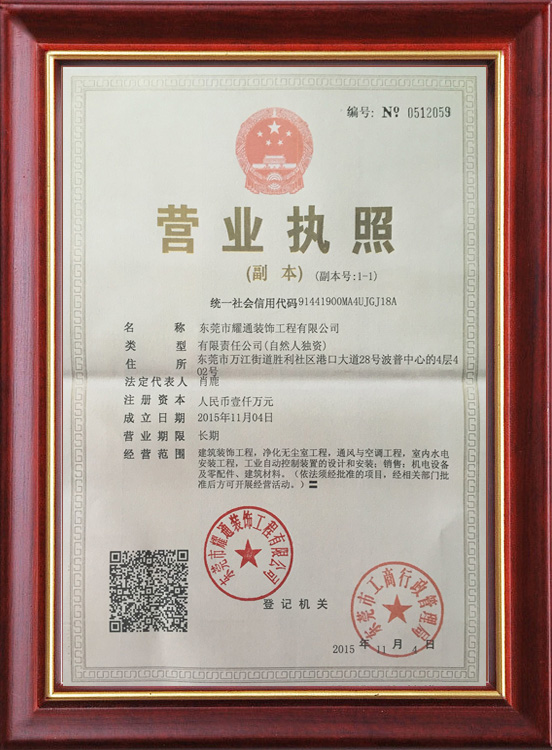 编号: Nº 0512059
营业执照
(副 本) (副本号:1-1)
统一社会信用代码91441900MA4UJGJ18A
名 称 东莞市耀通装饰工程有限公司
类 型 有限责任公司(自然人独资)
住 所 东莞市万江街道胜利社区港口大道28号波普中心的4层402号
法定代表人 肖鹿
注册资本 人民币壹仟万元
成立日期 2015年11月04日
营业期限 长期
经营范围 建筑装饰工程，净化无尘室工程，通风与空调工程，室内水电
安装工程，工业自动控制装置的设计和安装；销售：机电设备
及零配件、建筑材料。（依法须经批准的项目，经相关部门批
准后方可开展经营活动。）〓
东莞市耀通装饰工程有限公司
登记机关
东莞市工商行政管理局
2015 年 11 月 4 日